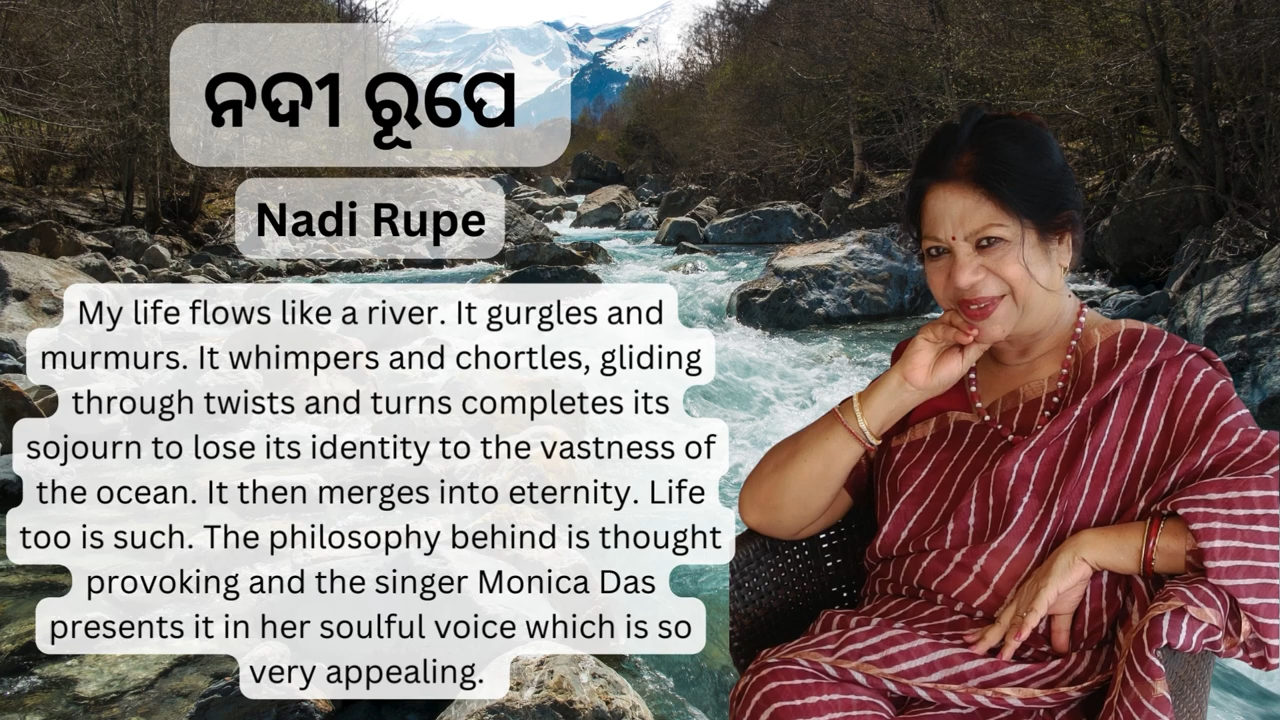 ନଦୀ ରୂପେ
Nadi Rupe
My life flows like a river. It gurgles and
murmurs. It whimpers and chortles, gliding
through twists and turns completes its
sojourn to lose its identity to the vastness of
the ocean. It then merges into eternity. Life
too is such. The philosophy behind is thought
provoking and the singer Monica Das
presents it in her soulful voice which is so
very appealing.